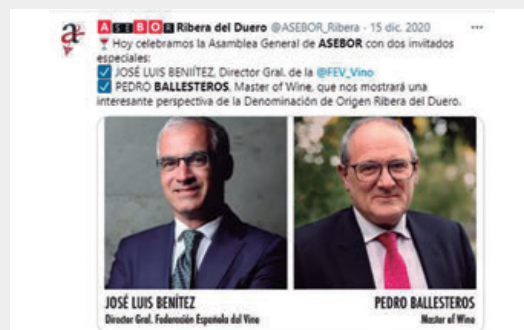 ASEBOR Ribera del Duero @ASEBOR_Ribera - 15 dic. 2020 ...
🍷 Hoy celebramos la Asamblea General de ASEBOR con dos invitados
especiales:
☑ JOSÉ LUIS BENIÍTEZ, Director Gral. de la @FEV_Vino
☑ PEDRO BALLESTEROS, Master of Wine, que nos mostrará una
interesante perspectiva de la Denominación de Origen Ribera del Duero.
JOSÉ LUIS BENÍTEZ
Director Gral. Federación Española del Vino
PEDRO BALLESTEROS
Master of Wine